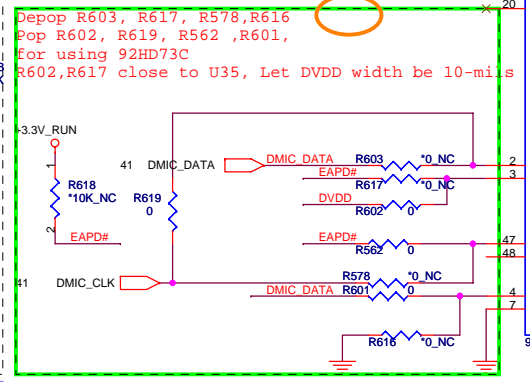 Depop R603, R617, R578,R616
20
Pop R602, R619, R562 ,R601,
for using 92HD73C
R602,R617 close to U35, Let DVDD width be 10-mils
+3.3V_RUN
1
R618
*10K_NC
2
EAPD#
41 DMIC_DATA
DMIC_DATA R603 *0_NC 2
EAPD# R617 *0_NC 3
R619
0
DVDD R602 0
EAPD# R562 0 47
48
41 DMIC_CLK
R578 *0_NC
DMIC_DATA R601 0 4
7
R616 *0_NC